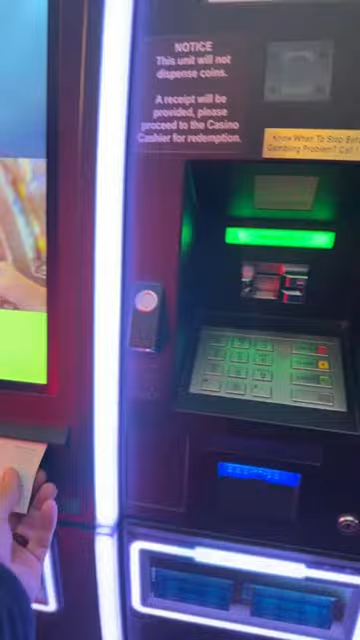 NOTICE
This unit will not
dispense coins.
A receipt will be
provided, please
proceed to the Casino
Cashier for redemption.
Know When To Stop
Gambling Problem? Call